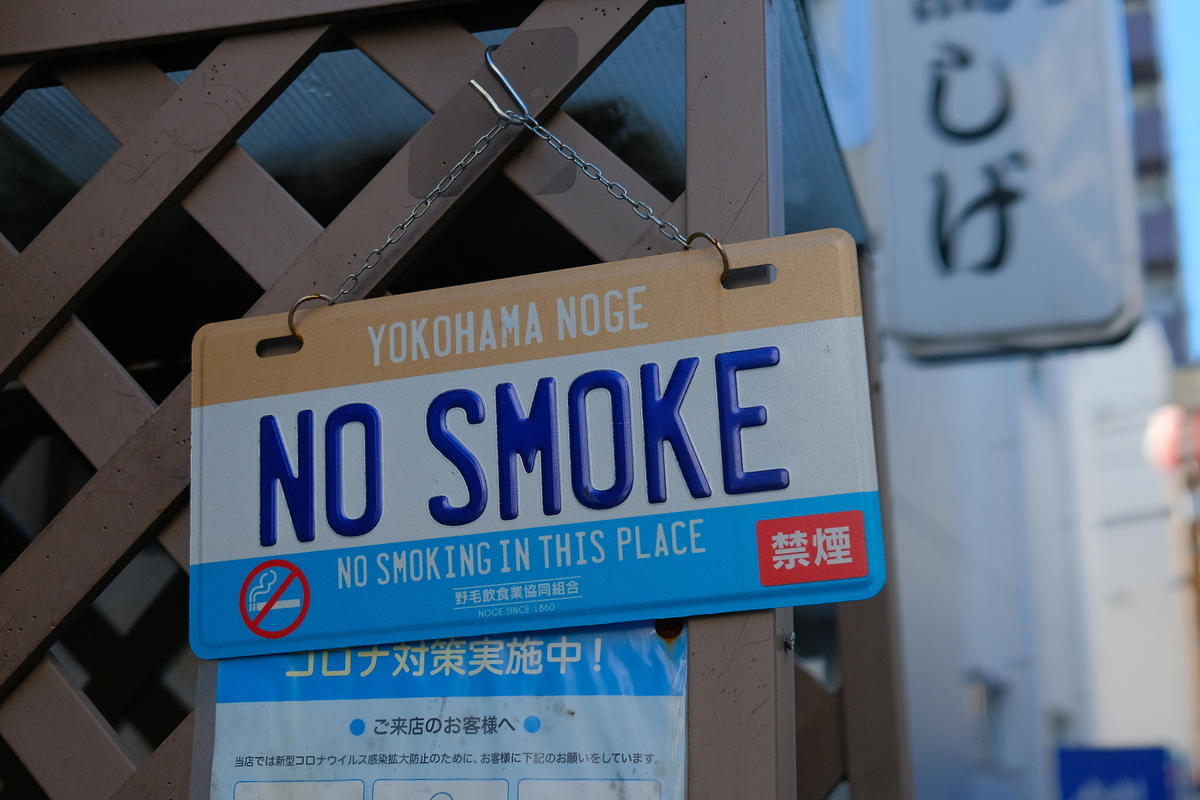 YOKOHAMA NOGE
NO SMOKE
NO SMOKING IN THIS PLACE
禁煙
野毛飲食業協同組合
NOGE SINCE 1860
コロナ対策実施中！
ご来店のお客様へ
当店では新型コロナウイルス感染拡大防止のために、お客様に下記のお願いをしています。
しげ